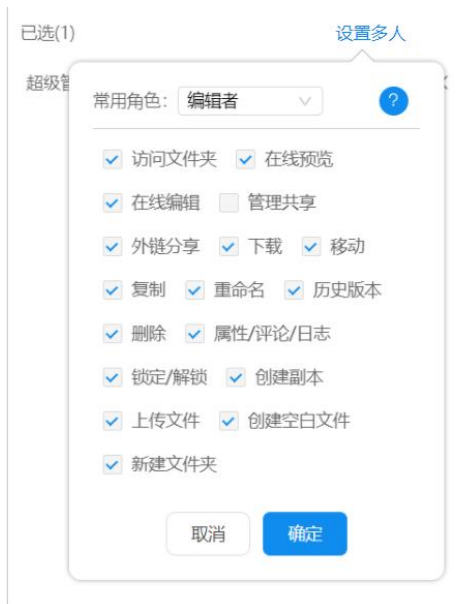 已选(1) 设置多人
超级管
常用角色： 编辑者 ?
访问文件夹 在线预览
在线编辑 管理共享
外链分享 下载 移动
复制 重命名 历史版本
删除 属性/评论/日志
锁定/解锁 创建副本
上传文件 创建空白文件
新建文件夹
取消 确定